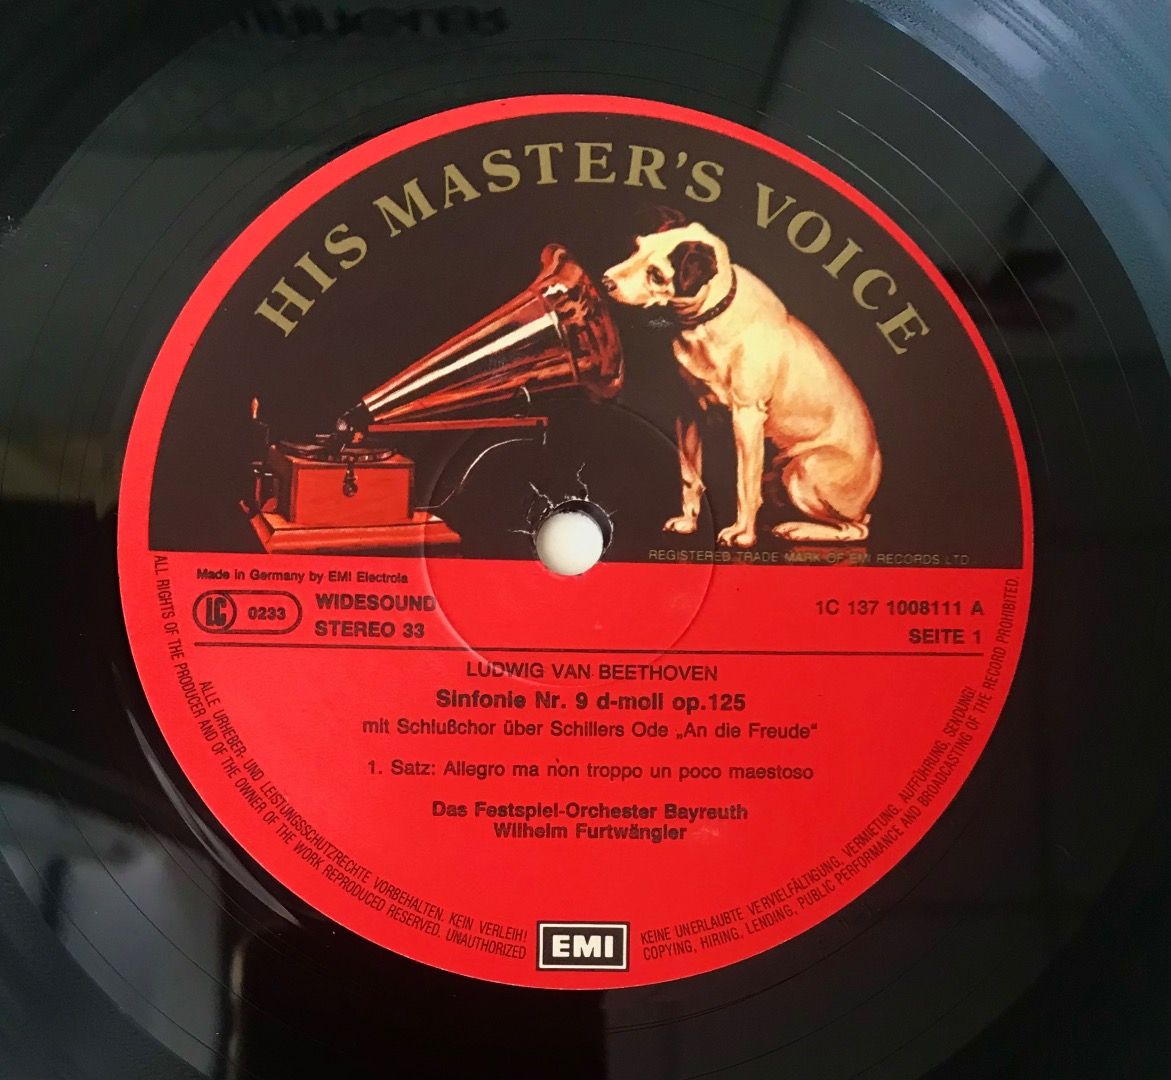 HIS MASTER'S VOICE
REGISTERED TRADE MARK OF EMI RECORDS LTD
Made in Germany by EMI Electrola
LC 0233
WIDESOUND
STEREO 33
1C 137 1008111 A
SEITE 1
LUDWIG VAN BEETHOVEN
Sinfonie Nr. 9 d-moll op.125
mit Schlußchor über Schillers Ode „An die Freude“
1. Satz: Allegro ma non troppo un poco maestoso
Das Festspiel-Orchester Bayreuth
Wilhelm Furtwängler
ALLE URHEBER- UND LEISTUNGSSCHUTZRECHTE VORBEHALTEN. KEIN VERLEIH! KEINE UNERLAUBTE VERVIELFÄLTIGUNG, VERMIETUNG, AUFFÜHRUNG, SENDUNG!
ALL RIGHTS OF THE PRODUCER AND OF THE OWNER OF THE WORK REPRODUCED RESERVED. UNAUTHORIZED COPYING, HIRING, LENDING, PUBLIC PERFORMANCE AND BROADCASTING OF THE RECORD PROHIBITED.
EMI